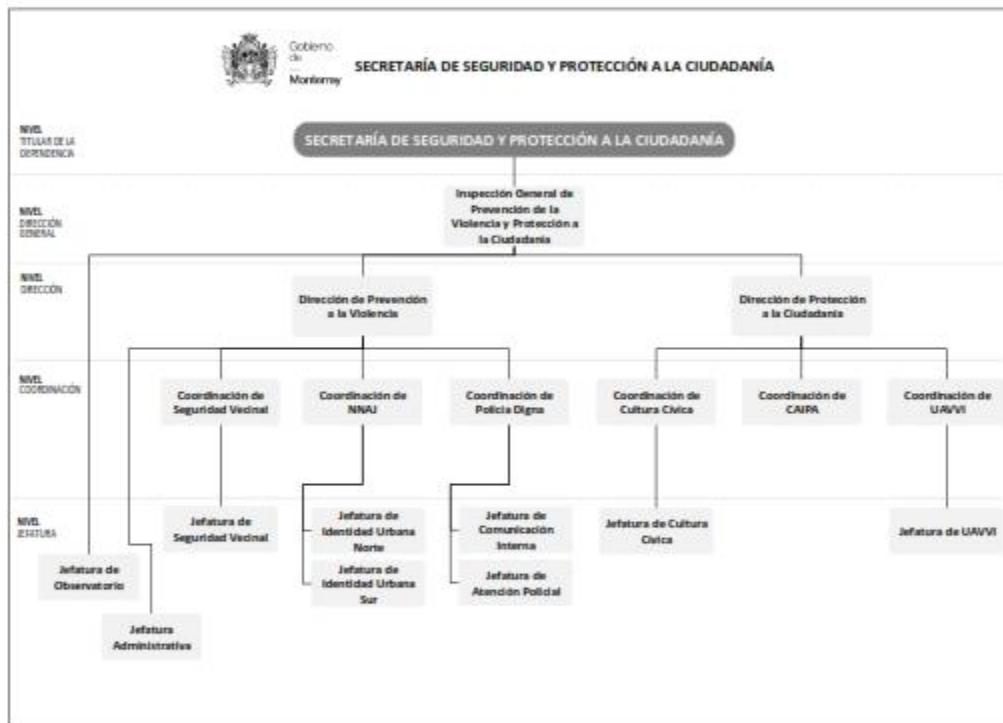 Gobierno
de
Monterrey
SECRETARÍA DE SEGURIDAD Y PROTECCIÓN A LA CIUDADANÍA
NIVEL
TITULAR DE LA
DEPENDENCIA
SECRETARÍA DE SEGURIDAD Y PROTECCIÓN A LA CIUDADANÍA
NIVEL
DIRECCIÓN
GENERAL
Inspección General de
Prevención de la
Violencia y Protección a
la Ciudadanía
NIVEL
DIRECCIÓN
Dirección de Prevención
a la Violencia
Dirección de Protección
a la Ciudadanía
NIVEL
COORDINACIÓN
Coordinación de
Seguridad Vecinal
Coordinación de
NNAJ
Coordinación de
Policía Digna
Coordinación de
Cultura Cívica
Coordinación de
CAIPA
Coordinación de
UAVVI
NIVEL
JEFATURA
Jefatura de
Seguridad Vecinal
Jefatura de
Identidad Urbana
Norte
Jefatura de
Comunicación
Interna
Jefatura de Cultura
Cívica
Jefatura de UAVVI
Jefatura de
Observatorio
Jefatura de
Identidad Urbana
Sur
Jefatura de
Atención Policial
Jefatura
Administrativa